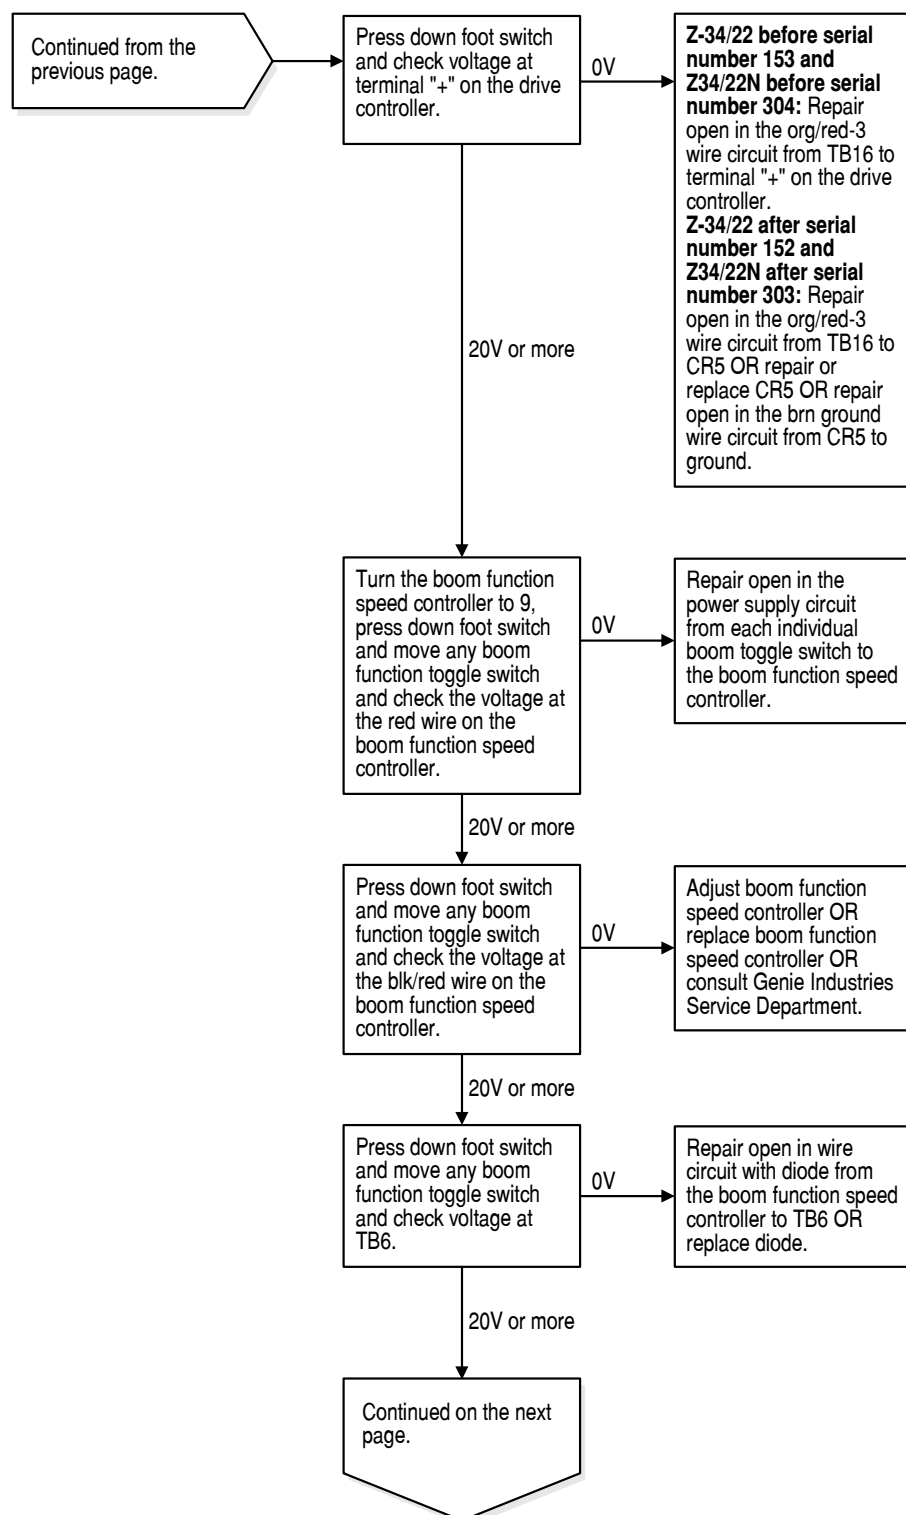 Continued from the
previous page.
Press down foot switch
and check voltage at
terminal "+" on the drive
controller.
0V
Z-34/22 before serial
number 153 and
Z34/22N before serial
number 304: Repair
open in the org/red-3
wire circuit from TB16 to
terminal "+" on the drive
controller.
Z-34/22 after serial
number 152 and
Z34/22N after serial
number 303: Repair
open in the org/red-3
wire circuit from TB16 to
CR5 OR repair or
replace CR5 OR repair
open in the brn ground
wire circuit from CR5 to
ground.
20V or more
Turn the boom function
speed controller to 9,
press down foot switch
and move any boom
function toggle switch
and check the voltage at
the red wire on the
boom function speed
controller.
0V
Repair open in the
power supply circuit
from each individual
boom toggle switch to
the boom function speed
controller.
20V or more
Press down foot switch
and move any boom
function toggle switch
and check the voltage at
the blk/red wire on the
boom function speed
controller.
0V
Adjust boom function
speed controller OR
replace boom function
speed controller OR
consult Genie Industries
Service Department.
20V or more
Press down foot switch
and move any boom
function toggle switch
and check voltage at
TB6.
0V
Repair open in wire
circuit with diode from
the boom function speed
controller to TB6 OR
replace diode.
20V or more
Continued on the next
page.